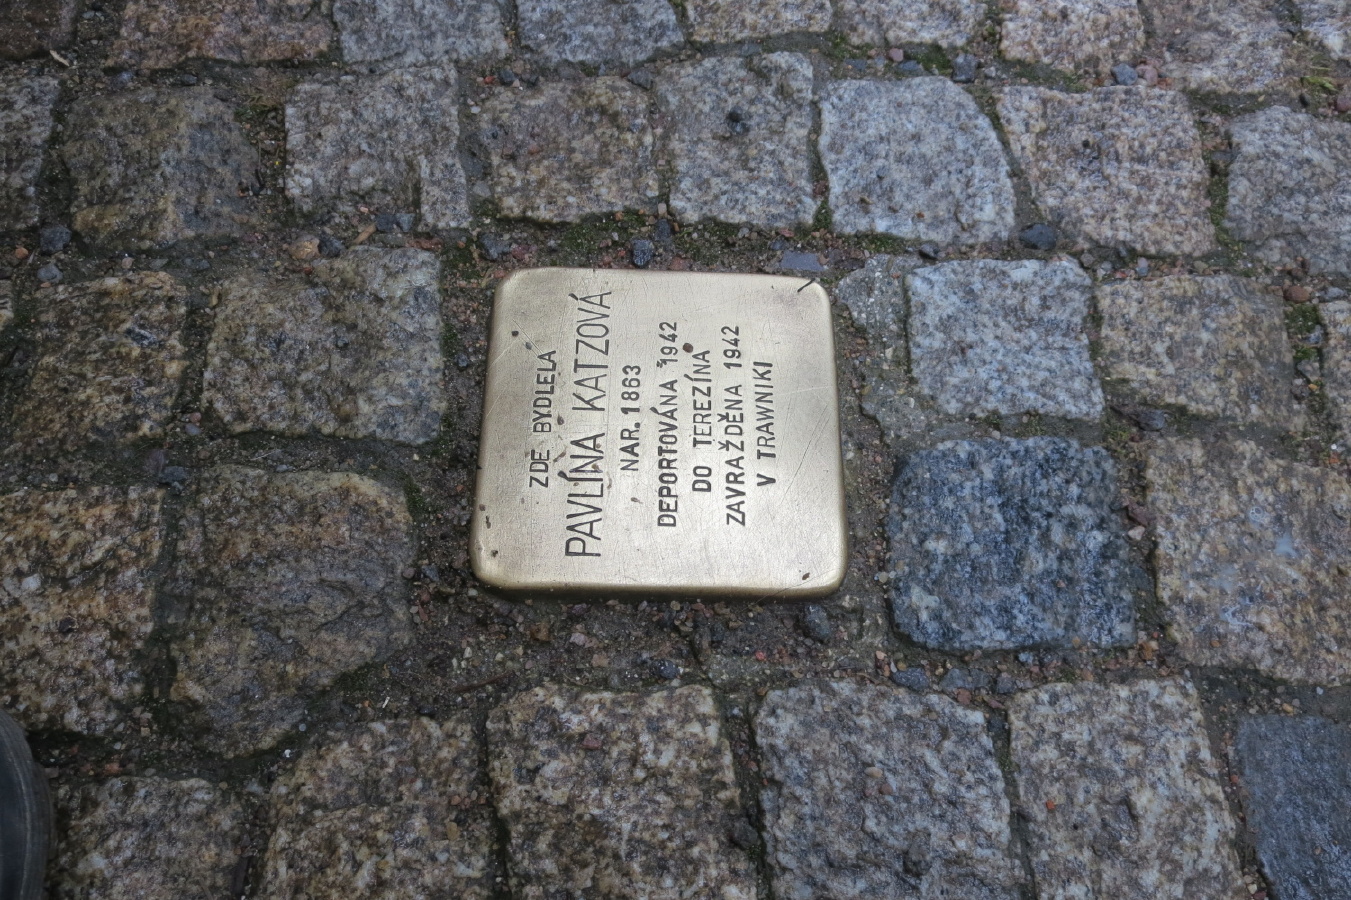 ZDE BYDLELA
PAVLÍNA KATZOVÁ
NAR. 1863
DEPORTOVÁNA 1942
DO TEREZÍNA
ZAVRAŽDĚNA 1942
V TRAWNIKI